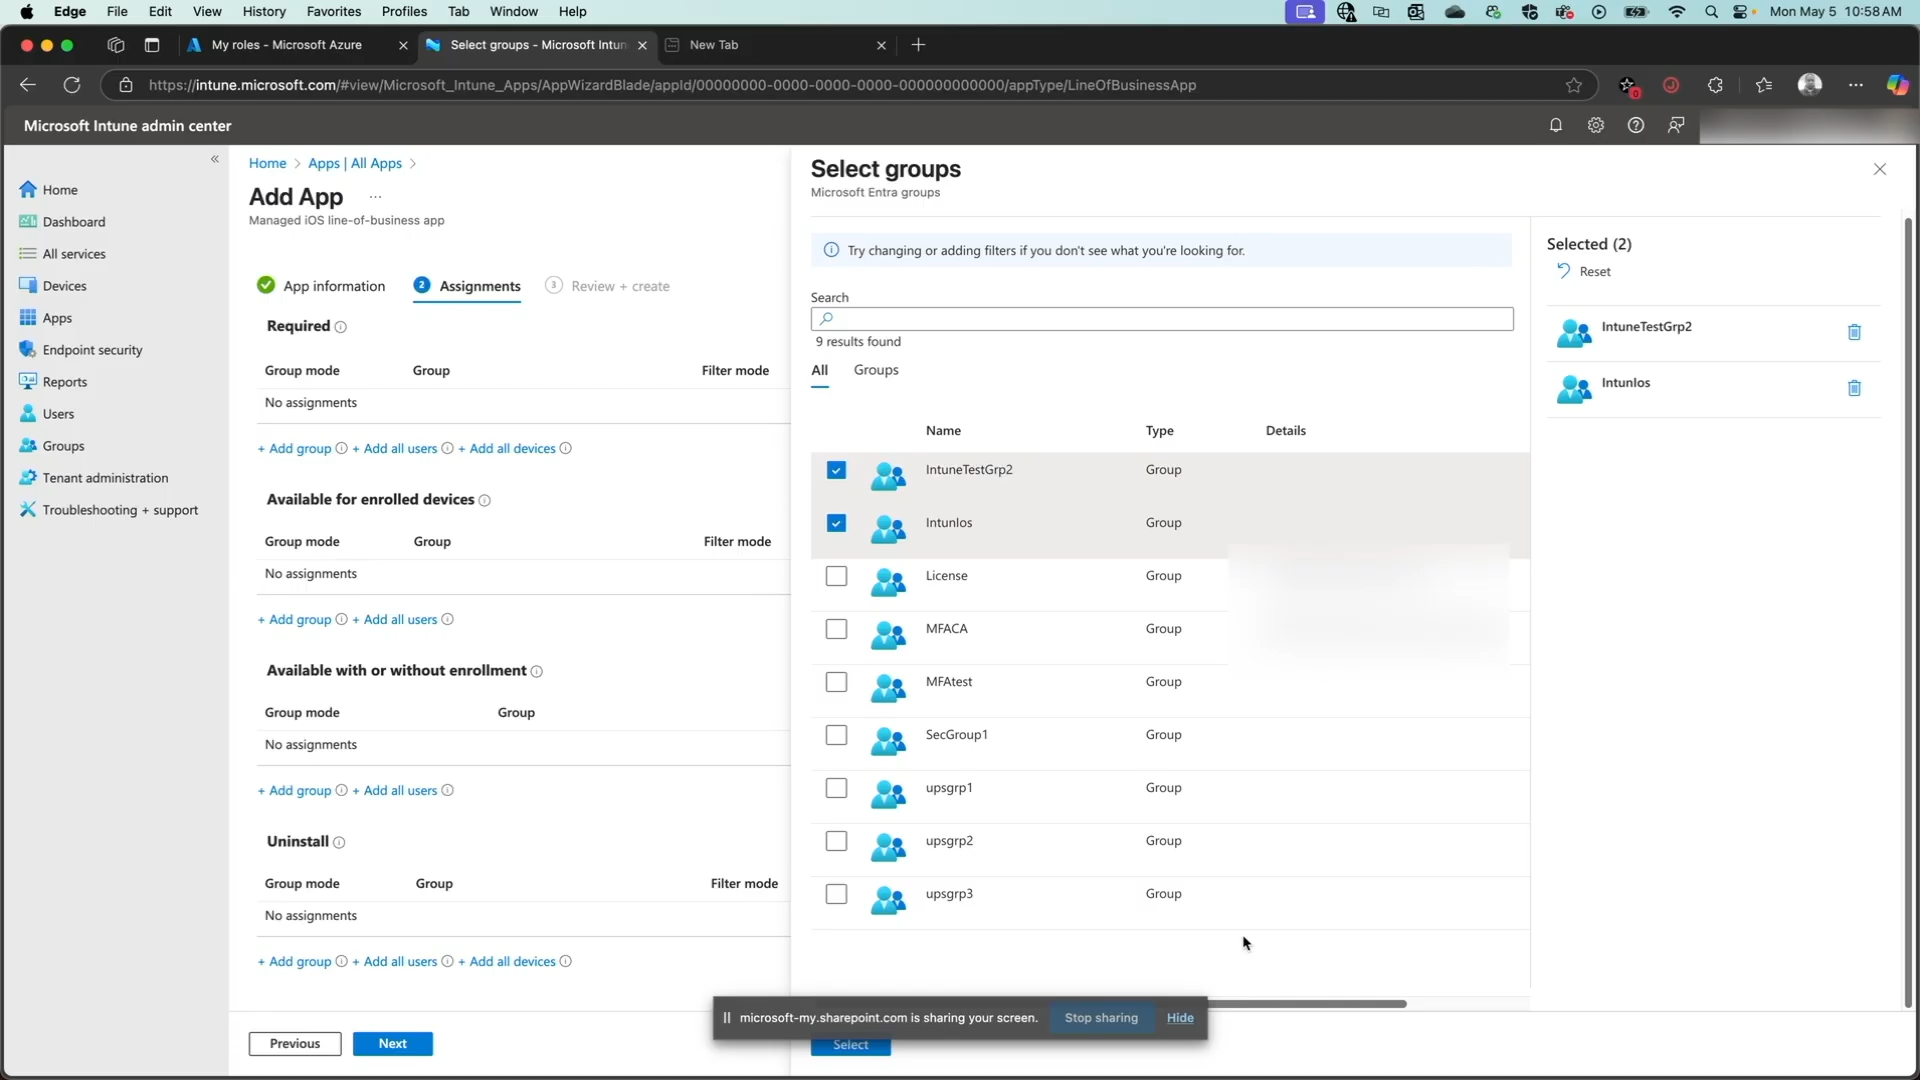 Edge File Edit View History Favorites Profiles Tab Window Help Mon May 5 10:58 AM
My roles - Microsoft Azure
Select groups - Microsoft Intun
New Tab
https://intune.microsoft.com/#view/Microsoft_Intune_Apps/AppWizardBlade/appId/00000000-0000-0000-0000-000000000000/appType/LineOfBusinessApp
Microsoft Intune admin center
Home
Dashboard
All services
Devices
Apps
Endpoint security
Reports
Users
Groups
Tenant administration
Troubleshooting + support
Home > Apps | All Apps >
Add App ...
Managed iOS line-of-business app
App information
2 Assignments
3 Review + create
Required
Group mode Group Filter mode
No assignments
+ Add group + Add all users + Add all devices
Available for enrolled devices
Group mode Group Filter mode
No assignments
+ Add group + Add all users
Available with or without enrollment
Group mode Group
No assignments
+ Add group + Add all users
Uninstall
Group mode Group Filter mode
No assignments
+ Add group + Add all users + Add all devices
Previous
Next
Select groups
Microsoft Entra groups
Try changing or adding filters if you don't see what you're looking for.
Search
9 results found
All Groups
Name Type Details
IntuneTestGrp2 Group
IntunIos Group
License Group
MFACA Group
MFAtest Group
SecGroup1 Group
upsgrp1 Group
upsgrp2 Group
upsgrp3 Group
Select
Selected (2)
Reset
IntuneTestGrp2
IntunIos
microsoft-my.sharepoint.com is sharing your screen. Stop sharing Hide